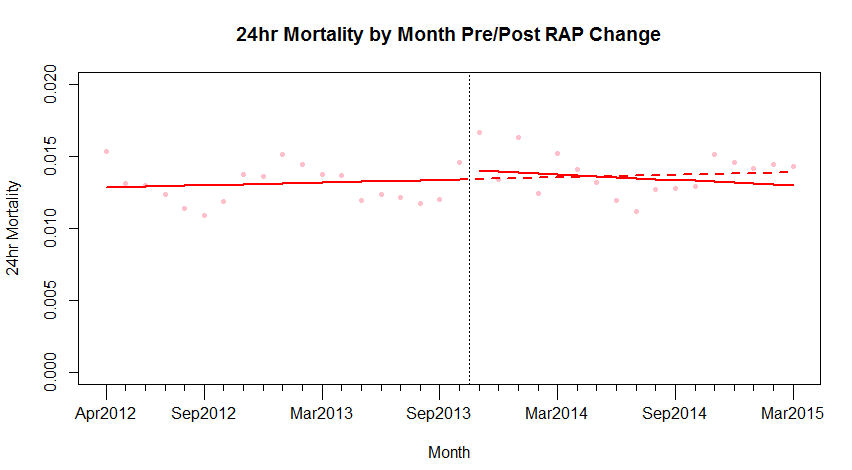 24hr Mortality by Month Pre/Post RAP Change
24hr Mortality
0.020
0.015
0.010
0.005
0.000
Apr2012 Sep2012 Mar2013 Sep2013 Mar2014 Sep2014 Mar2015
Month